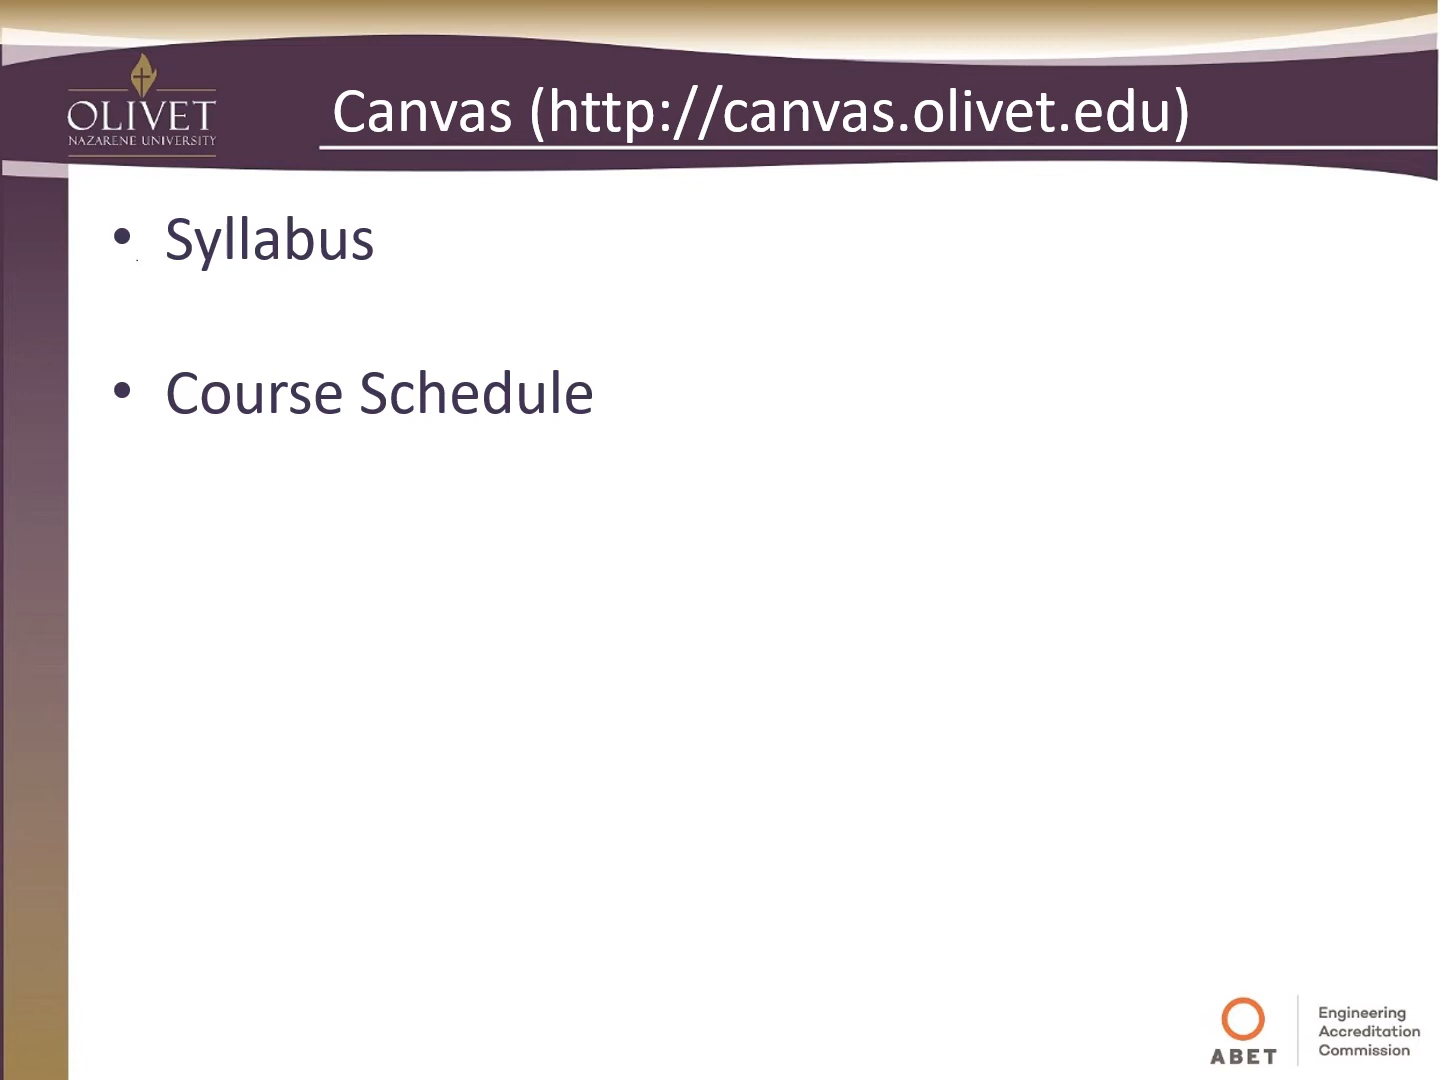 OLIVET
NAZARENE UNIVERSITY
Canvas (http://canvas.olivet.edu)
• Syllabus
• Course Schedule
ABET
Engineering
Accreditation
Commission